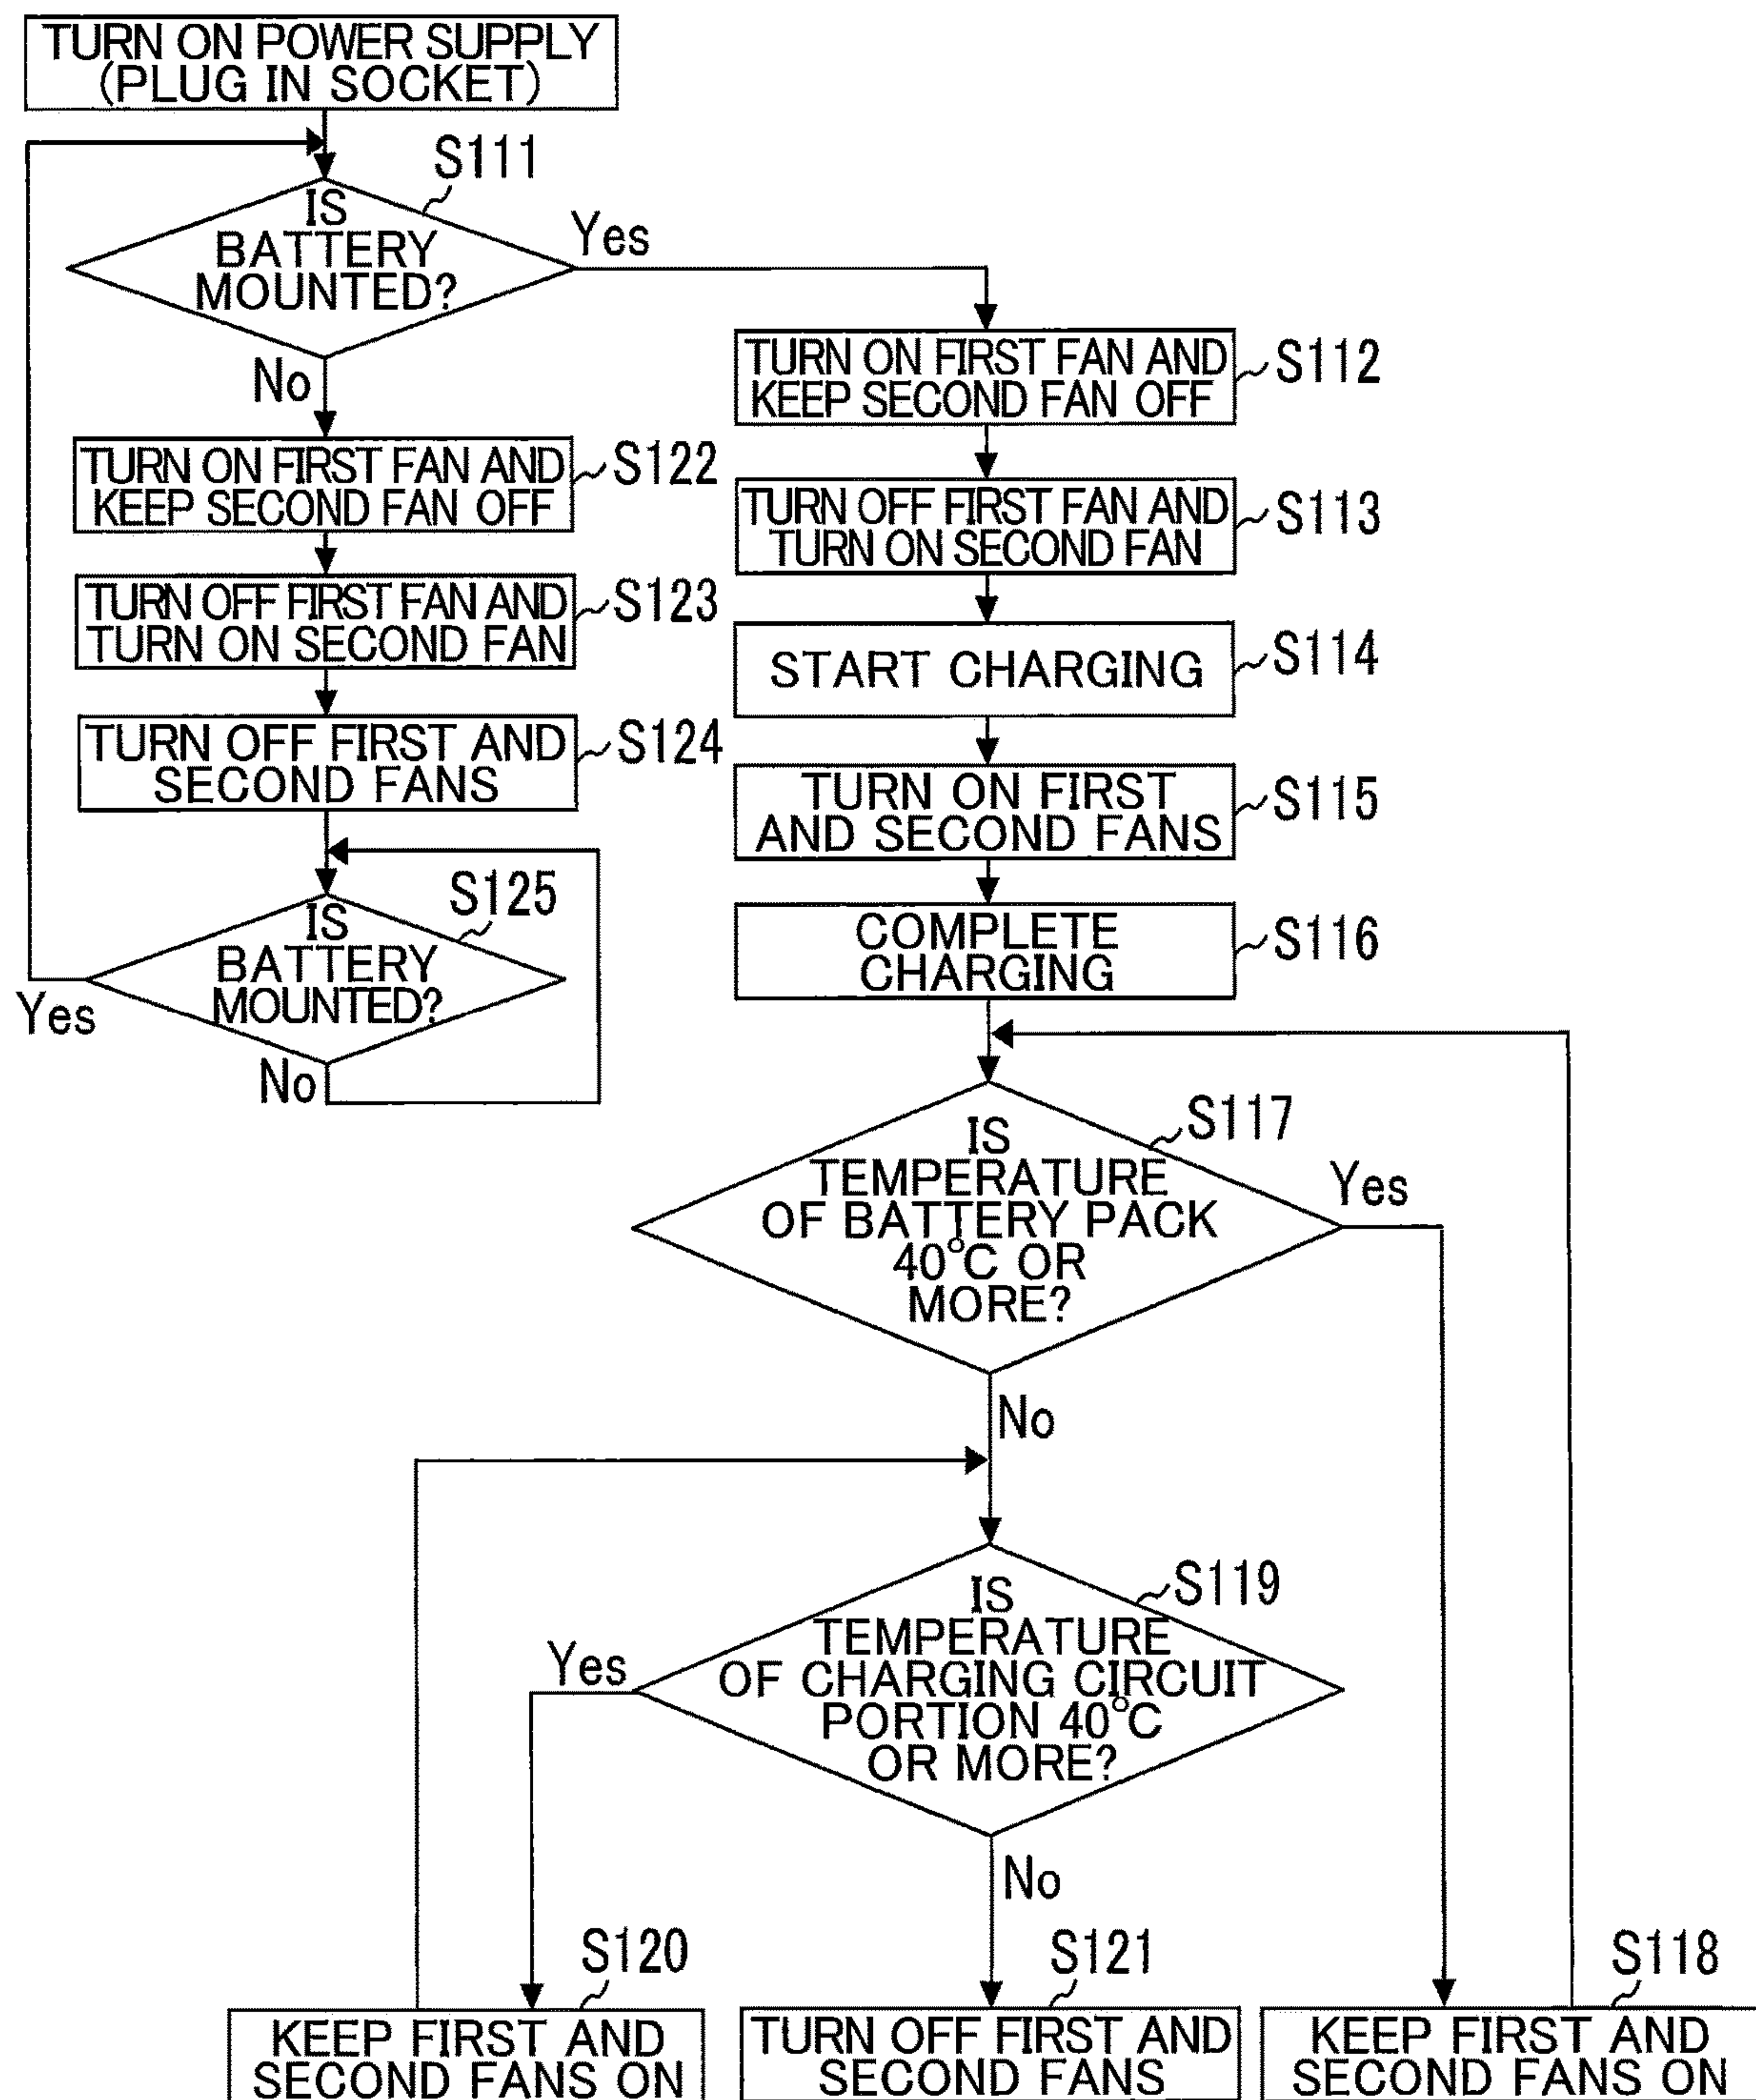 TURN ON POWER SUPPLY
(PLUG IN SOCKET)
S111
IS
BATTERY
MOUNTED?
Yes
No
TURN ON FIRST FAN AND
KEEP SECOND FAN OFF
S122
TURN OFF FIRST FAN AND
TURN ON SECOND FAN
S123
TURN OFF FIRST AND
SECOND FANS
S124
S125
IS
BATTERY
MOUNTED?
Yes
No
TURN ON FIRST FAN AND
KEEP SECOND FAN OFF
S112
TURN OFF FIRST FAN AND
TURN ON SECOND FAN
S113
START CHARGING
S114
TURN ON FIRST
AND SECOND FANS
S115
COMPLETE
CHARGING
S116
S117
IS
TEMPERATURE
OF BATTERY PACK
40°C OR
MORE?
Yes
No
S119
IS
TEMPERATURE
OF CHARGING CIRCUIT
PORTION 40°C
OR MORE?
Yes
No
S120
KEEP FIRST AND
SECOND FANS ON
S121
TURN OFF FIRST AND
SECOND FANS
S118
KEEP FIRST AND
SECOND FANS ON